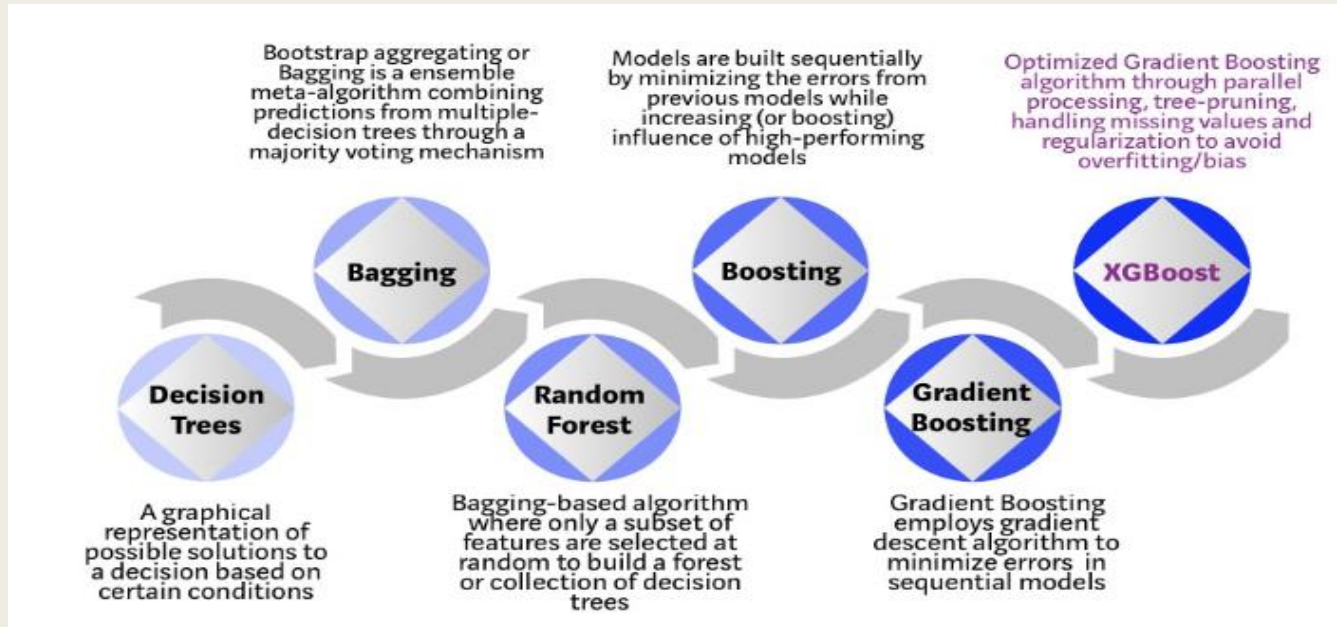 Bootstrap aggregating or
Bagging is a ensemble
meta-algorithm combining
predictions from multiple-
decision trees through a
majority voting mechanism
Models are built sequentially
by minimizing the errors from
previous models while
increasing (or boosting)
influence of high-performing
models
Optimized Gradient Boosting
algorithm through parallel
processing, tree-pruning,
handling missing values and
regularization to avoid
overfitting/bias
Bagging
Boosting
XGBoost
Decision
Trees
Random
Forest
Gradient
Boosting
A graphical
representation of
possible solutions to
a decision based on
certain conditions
Bagging-based algorithm
where only a subset of
features are selected at
random to build a forest
or collection of decision
trees
Gradient Boosting
employs gradient
descent algorithm to
minimize errors in
sequential models